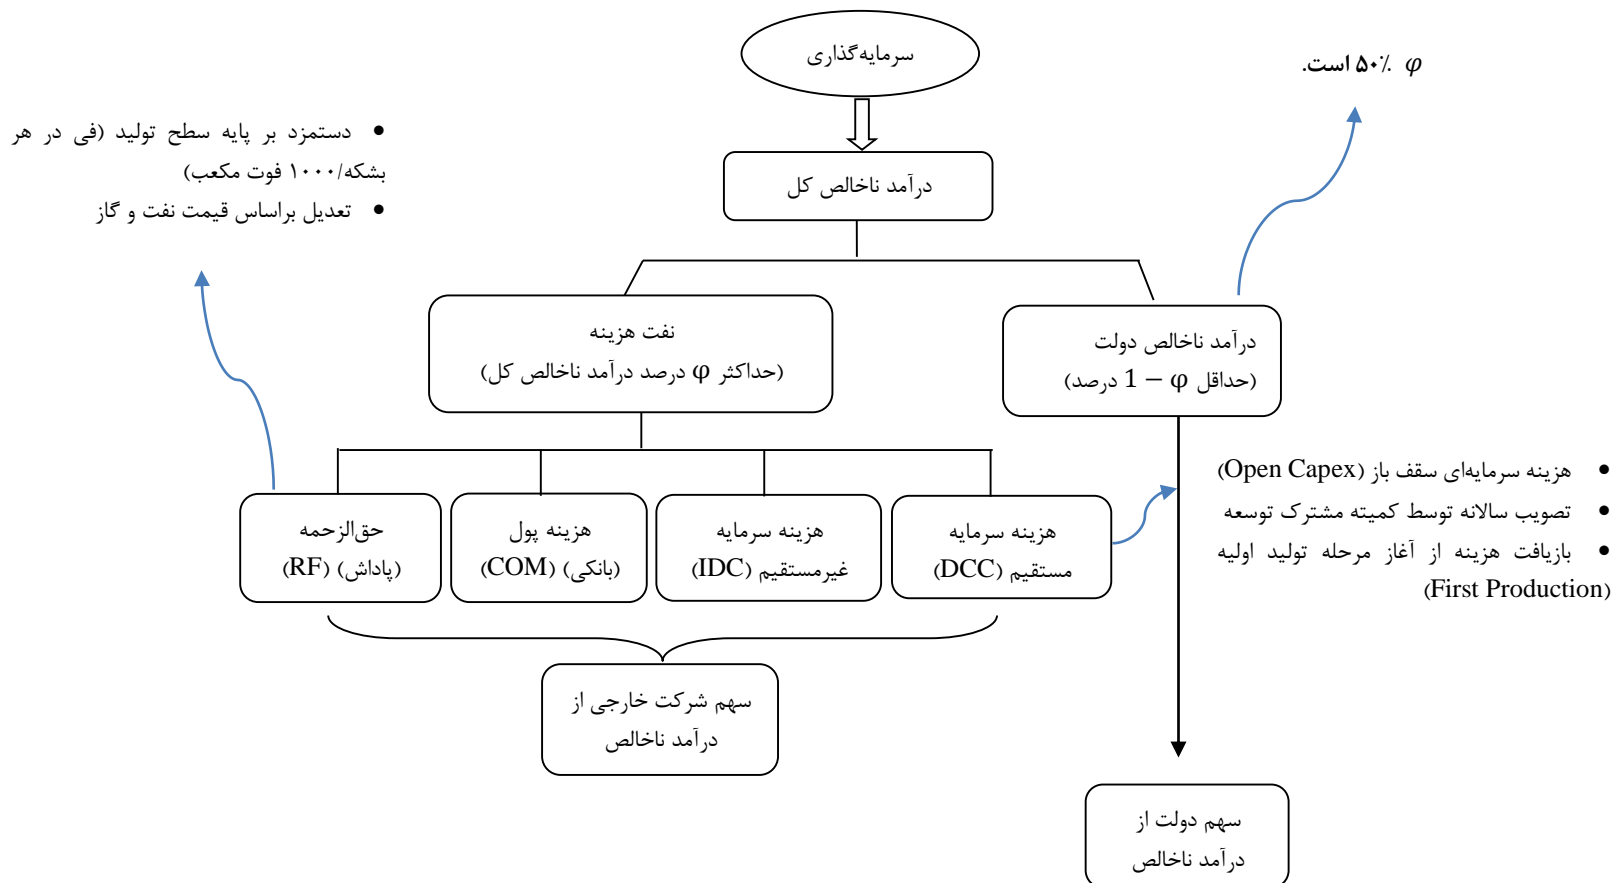 سرمایه‌گذاری
φ ۵۰٪ است.
• دستمزد بر پایه سطح تولید (فی در هر
بشکه/۱۰۰۰ فوت مکعب)
• تعدیل براساس قیمت نفت و گاز
درآمد ناخالص کل
درآمد ناخالص دولت
(حداقل 1 − φ درصد)
نفت هزینه
(حداکثر φ درصد درآمد ناخالص کل)
• هزینه سرمایه‌ای سقف باز (Open Capex)
• تصویب سالانه توسط کمیته مشترک توسعه
• بازیافت هزینه از آغاز مرحله تولید اولیه
(First Production)
هزینه سرمایه
مستقیم (DCC)
هزینه سرمایه
غیرمستقیم (IDC)
هزینه پول
(بانکی) (COM)
حق‌الزحمه
(پاداش) (RF)
سهم شرکت خارجی از
درآمد ناخالص
سهم دولت از
درآمد ناخالص